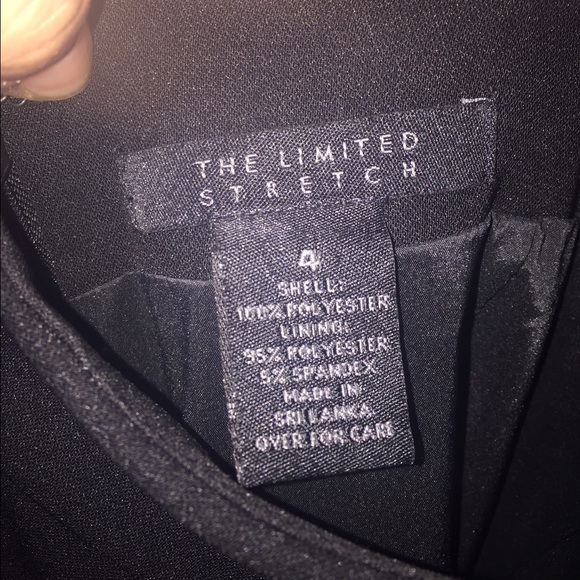 THE LIMITED
STRETCH
4
SHELL:
100% POLYESTER
LINING:
95% POLYESTER
5% SPANDEX
MADE IN
SRI LANKA
OVER FOR CARE